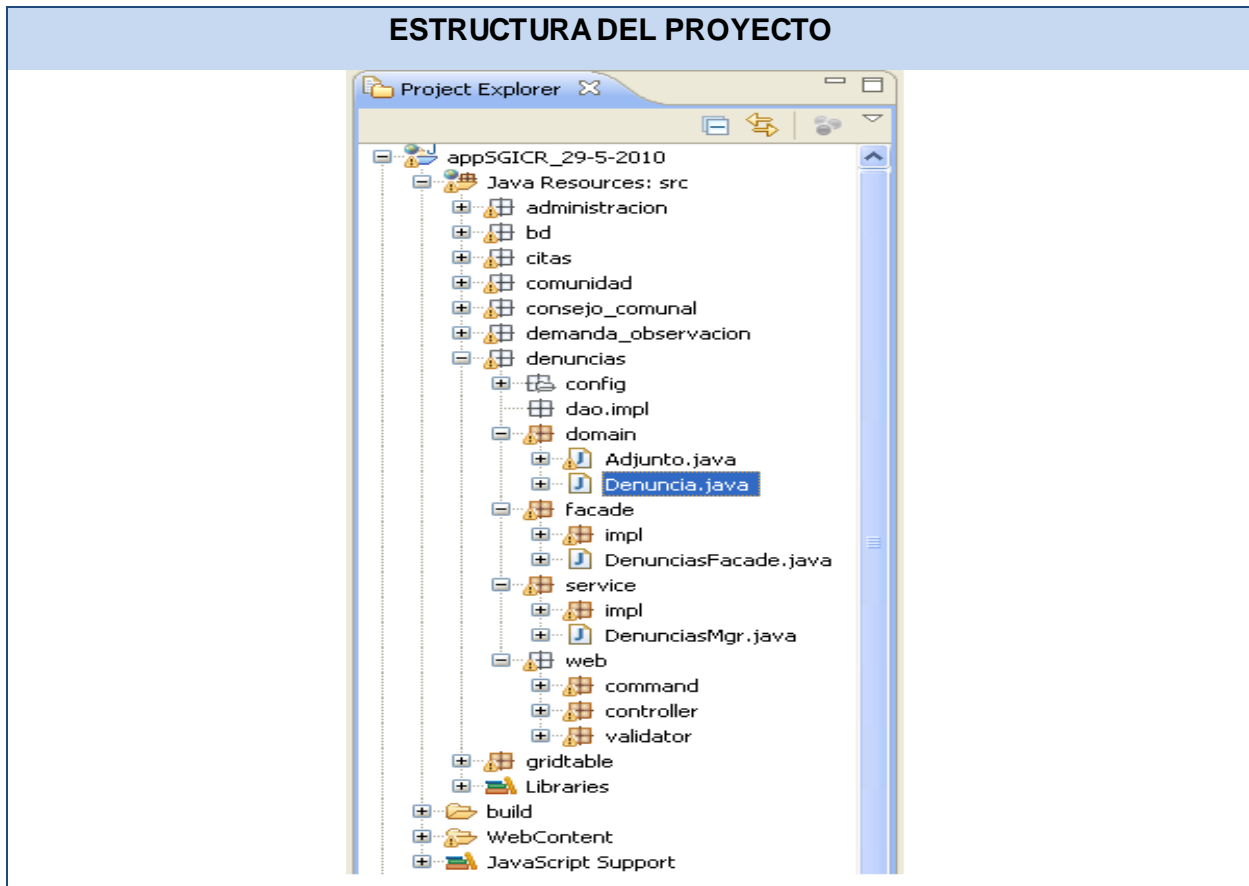 ESTRUCTURA DEL PROYECTO
Project Explorer
appSGICR_29-5-2010
Java Resources: src
administracion
bd
citas
comunidad
consejo_comunal
demanda_observacion
denuncias
config
dao.impl
domain
Adjunto.java
Denuncia.java
facade
impl
DenunciasFacade.java
service
impl
DenunciasMgr.java
web
command
controller
validator
gridtable
Libraries
build
WebContent
JavaScript Support